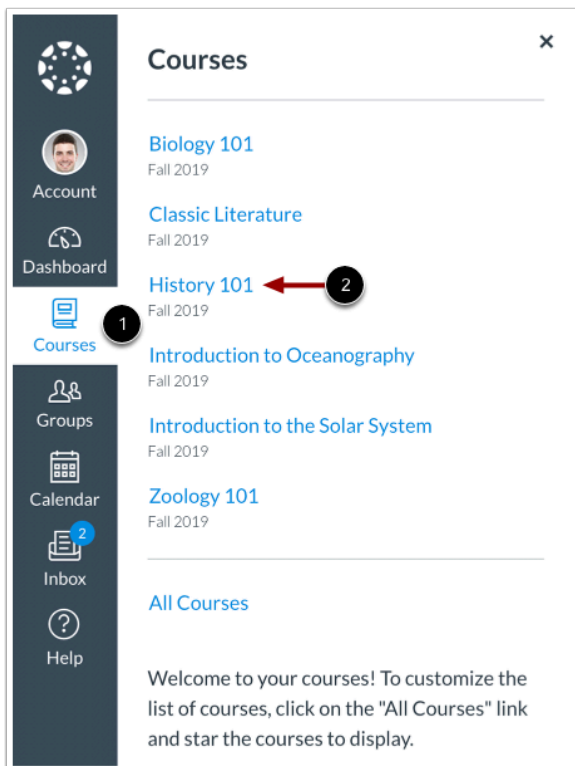 Courses
×
Account
Dashboard
Courses
1
Groups
Calendar
2
Inbox
Help
Biology 101
Fall 2019
Classic Literature
Fall 2019
History 101
2
Fall 2019
Introduction to Oceanography
Fall 2019
Introduction to the Solar System
Fall 2019
Zoology 101
Fall 2019
All Courses
Welcome to your courses! To customize the
list of courses, click on the "All Courses" link
and star the courses to display.